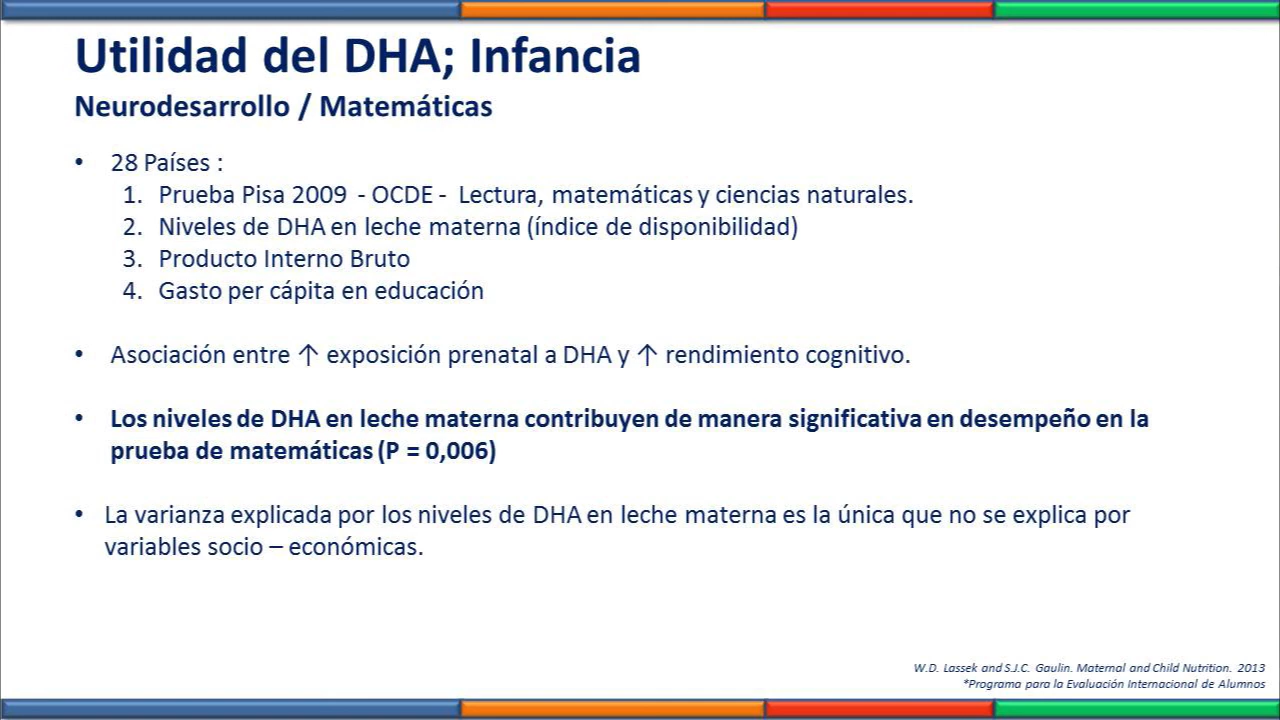 Utilidad del DHA; Infancia
Neurodesarrollo / Matemáticas
• 28 Países :
1. Prueba Pisa 2009 - OCDE - Lectura, matemáticas y ciencias naturales.
2. Niveles de DHA en leche materna (índice de disponibilidad)
3. Producto Interno Bruto
4. Gasto per cápita en educación
• Asociación entre ↑ exposición prenatal a DHA y ↑ rendimiento cognitivo.
• Los niveles de DHA en leche materna contribuyen de manera significativa en desempeño en la
prueba de matemáticas (P = 0,006)
• La varianza explicada por los niveles de DHA en leche materna es la única que no se explica por
variables socio – económicas.
W.D. Lassek and S.J.C. Gaulin. Maternal and Child Nutrition. 2013
*Programa para la Evaluación Internacional de Alumnos